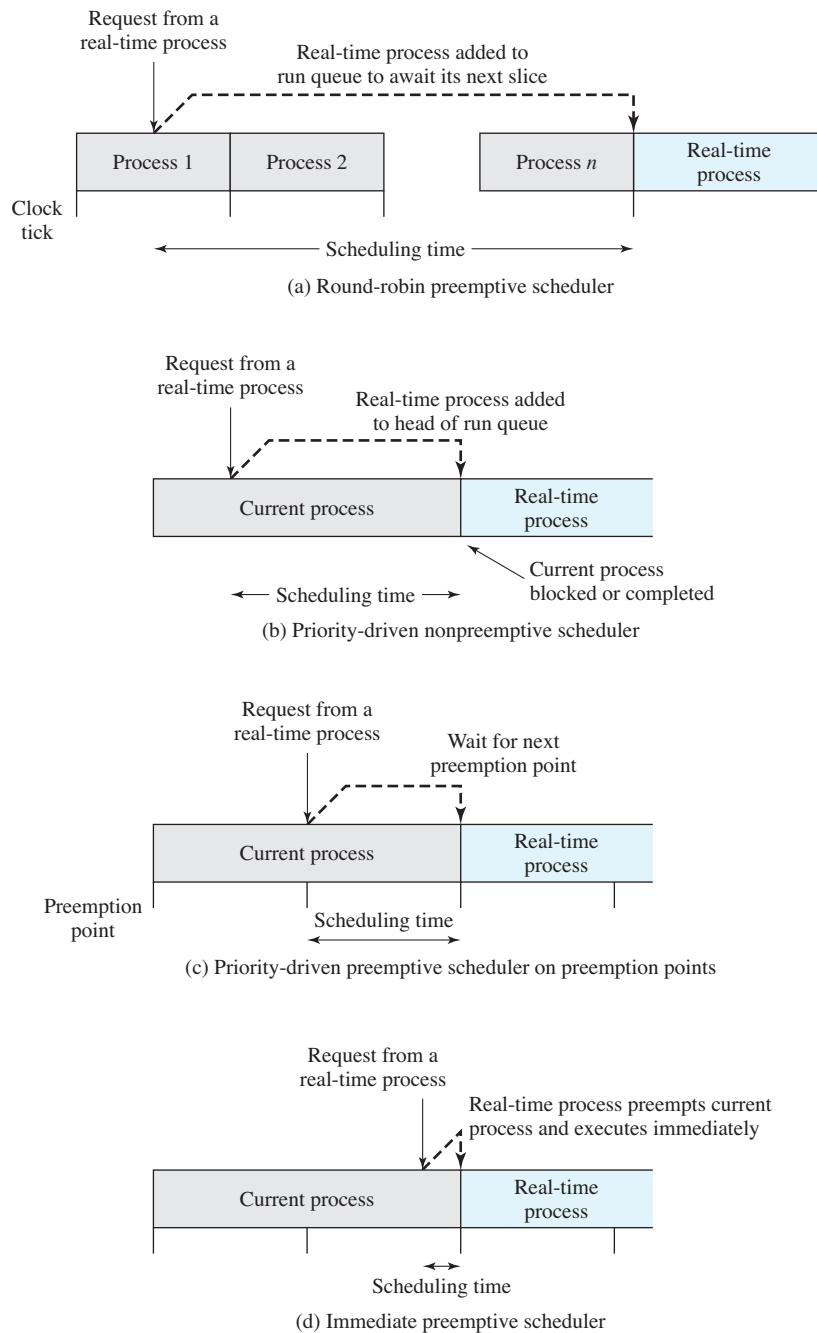 Request from a
real-time process
Real-time process added to
run queue to await its next slice
Process 1
Process 2
Process n
Real-time
process
Clock
tick
Scheduling time
(a) Round-robin preemptive scheduler
Request from a
real-time process
Real-time process added
to head of run queue
Current process
Real-time
process
Scheduling time
Current process
blocked or completed
(b) Priority-driven nonpreemptive scheduler
Request from a
real-time process
Wait for next
preemption point
Current process
Real-time
process
Preemption
point
Scheduling time
(c) Priority-driven preemptive scheduler on preemption points
Request from a
real-time process
Real-time process preempts current
process and executes immediately
Current process
Real-time
process
Scheduling time
(d) Immediate preemptive scheduler